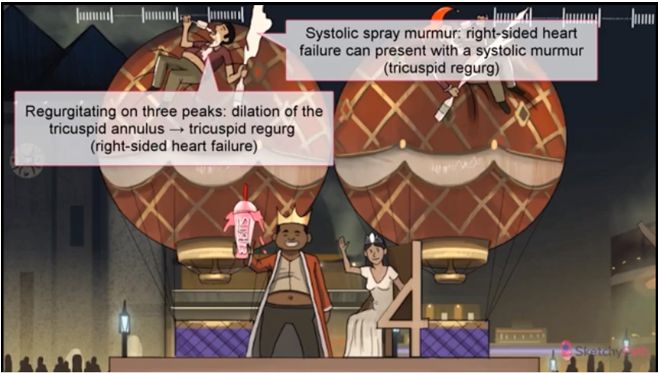 Systolic spray murmur: right-sided heart
failure can present with a systolic murmur
(tricuspid regurg)
Regurgitating on three peaks: dilation of the
tricuspid annulus → tricuspid regurg
(right-sided heart failure)
4